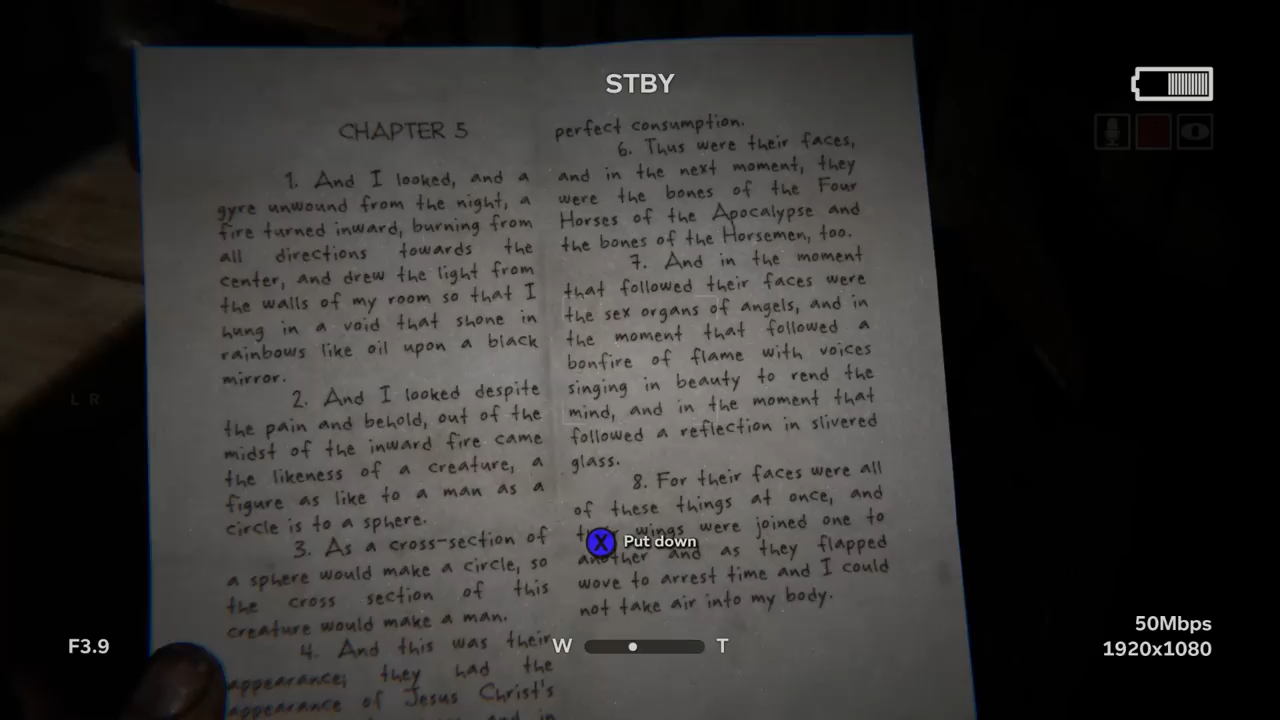 STBY
CHAPTER 5
1. And I looked, and a
gyre unwound from the night, a
fire turned inward, burning from
all directions towards the
center, and drew the light from
the walls of my room so that I
hung in a void that shone in
rainbows like oil upon a black
mirror.
2. And I looked despite
the pain and behold, out of the
midst of the inward fire came
the likeness of a creature, a
figure as like to a man as a
circle is to a sphere.
3. As a cross-section of
a sphere would make a circle, so
the cross section of this
creature would make a man.
4. And this was their
appearance; they had the
appearance of Jesus Christ's
and in
perfect consumption.
6. Thus were their faces,
and in the next moment, they
were the bones of the Four
Horses of the Apocalypse and
the bones of the Horsemen, too.
7. And in the moment
that followed their faces were
the sex organs of angels, and in
the moment that followed a
bonfire of flame with voices
singing in beauty to rend the
mind, and in the moment that
followed a reflection in slivered
glass.
8. For their faces were all
of these things at once, and
wings were joined one to
another and as they flapped
wove to arrest time and I could
not take air into my body.
X Put down
L R
F3.9
W T
50Mbps
1920x1080